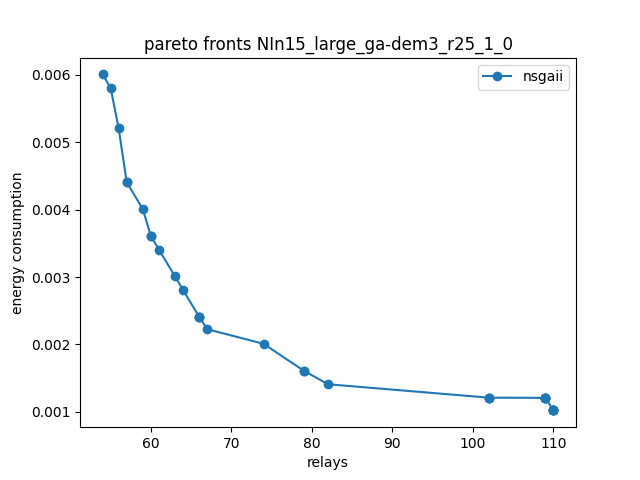 pareto fronts NIn15_large_ga-dem3_r25_1_0
nsgaii
0.006
0.005
0.004
0.003
0.002
0.001
energy consumption
60 70 80 90 100 110
relays